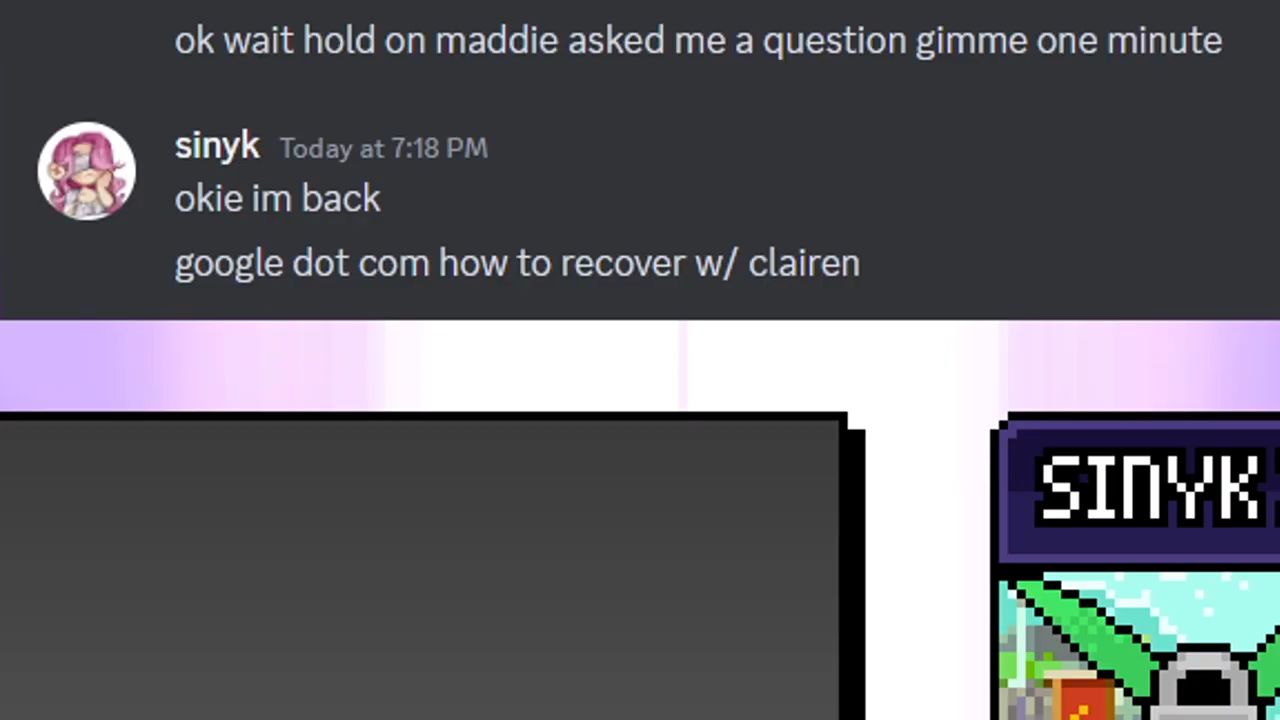 ok wait hold on maddie asked me a question gimme one minute
sinyk Today at 7:18 PM
okie im back
google dot com how to recover w/ clairen
SINYK